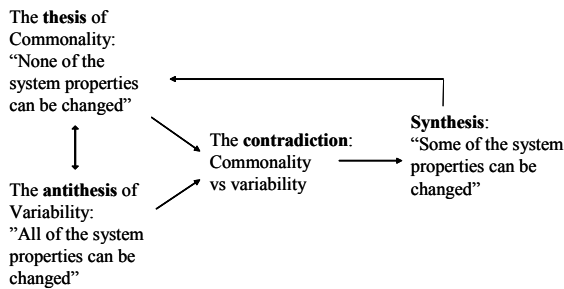 The thesis of
Commonality:
“None of the
system properties
can be changed”
The antithesis of
Variability:
”All of the system
properties can be
changed”
The contradiction:
Commonality
vs variability
Synthesis:
“Some of the system
properties can be
changed”